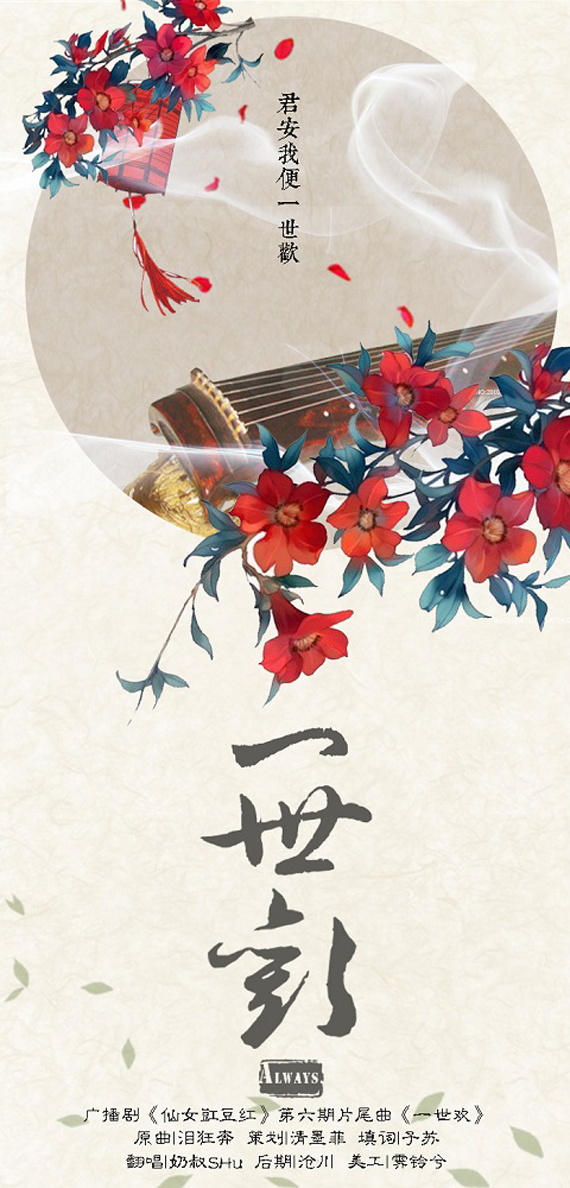 君安我便一世歡
一世歡
ALWAYS
广播剧《仙女豇豆红》第六期片尾曲《一世欢》
原曲|泪狂奔 策划|清墨菲 填词|子苏
翻唱|奶叔SHu 后期|沧川 美工|霁铃兮